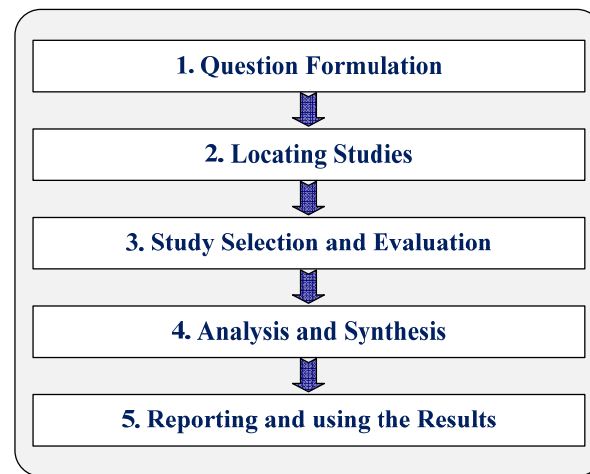 1. Question Formulation
2. Locating Studies
3. Study Selection and Evaluation
4. Analysis and Synthesis
5. Reporting and using the Results